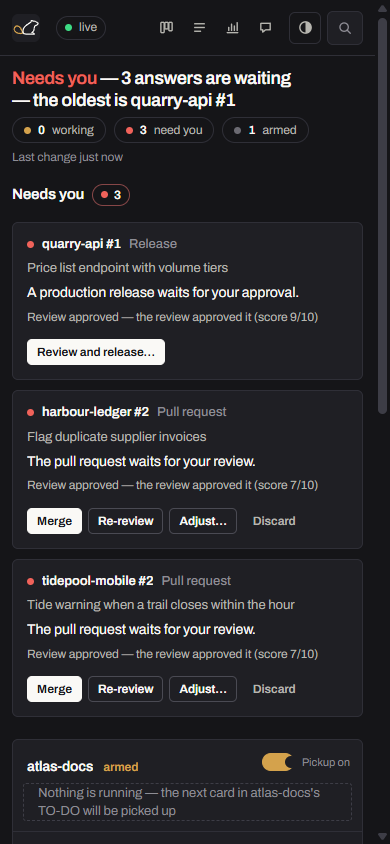 live
Needs you — 3 answers are waiting
— the oldest is quarry-api #1
0 working
3 need you
1 armed
Last change just now
Needs you
3
quarry-api #1 Release
Price list endpoint with volume tiers
A production release waits for your approval.
Review approved — the review approved it (score 9/10)
Review and release...
harbour-ledger #2 Pull request
Flag duplicate supplier invoices
The pull request waits for your review.
Review approved — the review approved it (score 7/10)
Merge Re-review Adjust... Discard
tidepool-mobile #2 Pull request
Tide warning when a trail closes within the hour
The pull request waits for your review.
Review approved — the review approved it (score 7/10)
Merge Re-review Adjust... Discard
atlas-docs armed Pickup on
Nothing is running — the next card in atlas-docs's
TO-DO will be picked up